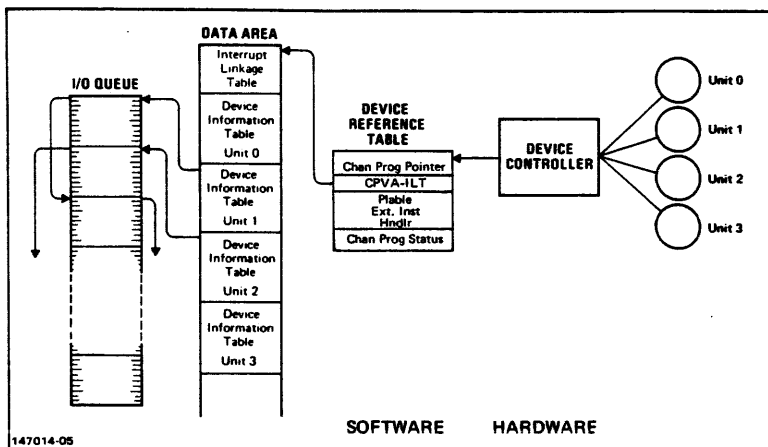 DATA AREA
Interrupt
Linkage
Table
I/O QUEUE
Device
Information
Table
Unit 0
Device
Information
Table
Unit 1
Device
Information
Table
Unit 2
Device
Information
Table
Unit 3
DEVICE
REFERENCE
TABLE
Chan Prog Pointer
CPVA-ILT
Plable
Ext. Inst
Hndlr
Chan Prog Status
DEVICE
CONTROLLER
Unit 0
Unit 1
Unit 2
Unit 3
SOFTWARE HARDWARE
147014-05